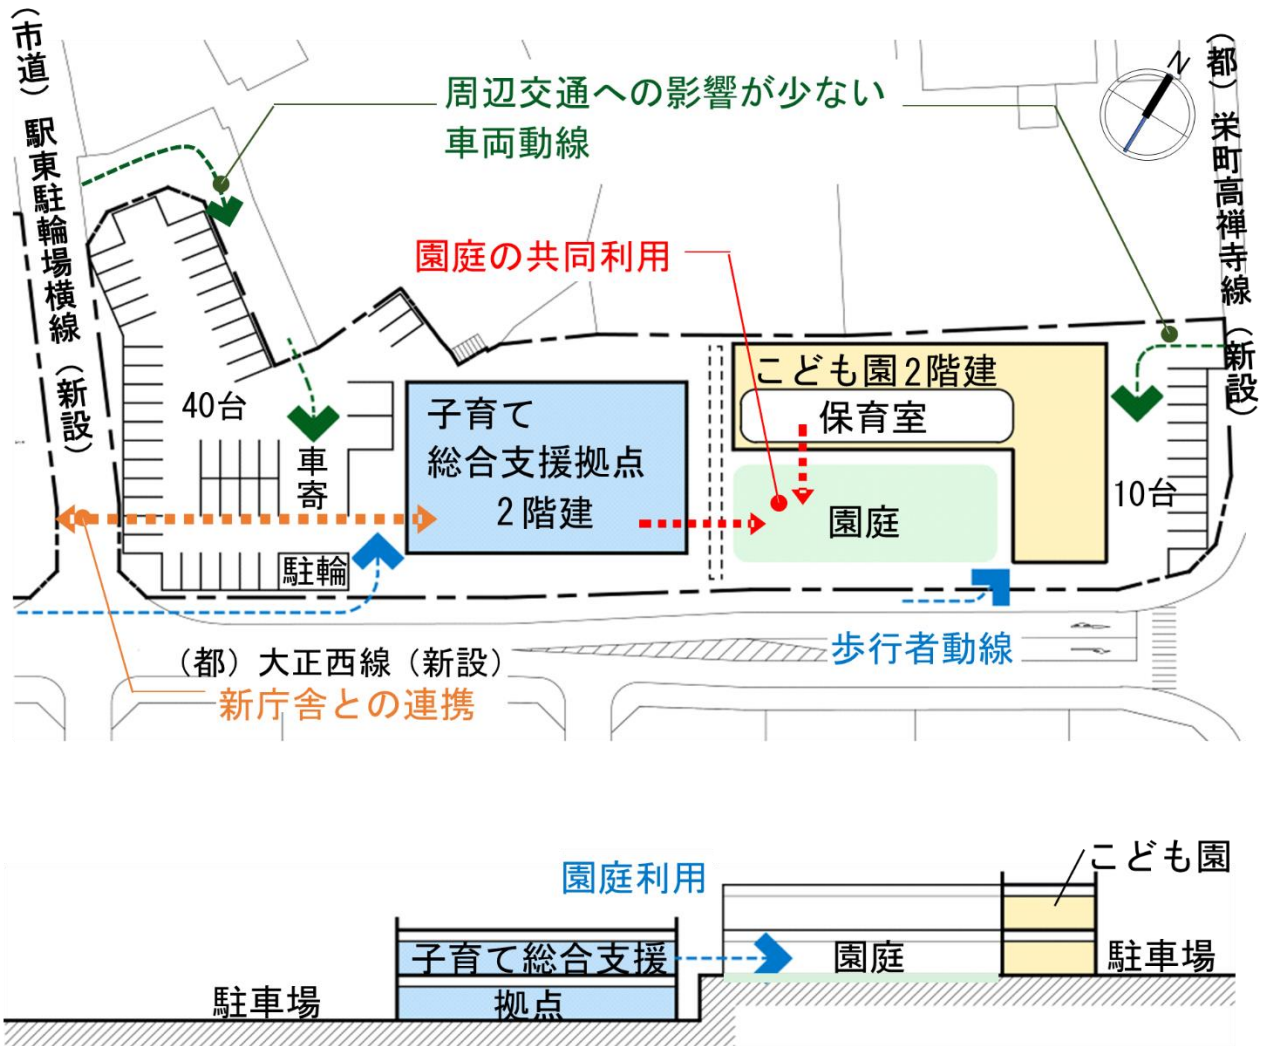 （市道）駅東駐輪場横線（新設）
周辺交通への影響が少ない
車両動線
N
（都）栄町高禅寺線（新設）
園庭の共同利用
こども園2階建
保育室
40台
子育て
総合支援拠点
2階建
車
寄
園庭
10台
駐輪
歩行者動線
（都）大正西線（新設）
新庁舎との連携
園庭利用
こども園
子育て総合支援
拠点
園庭
駐車場
駐車場